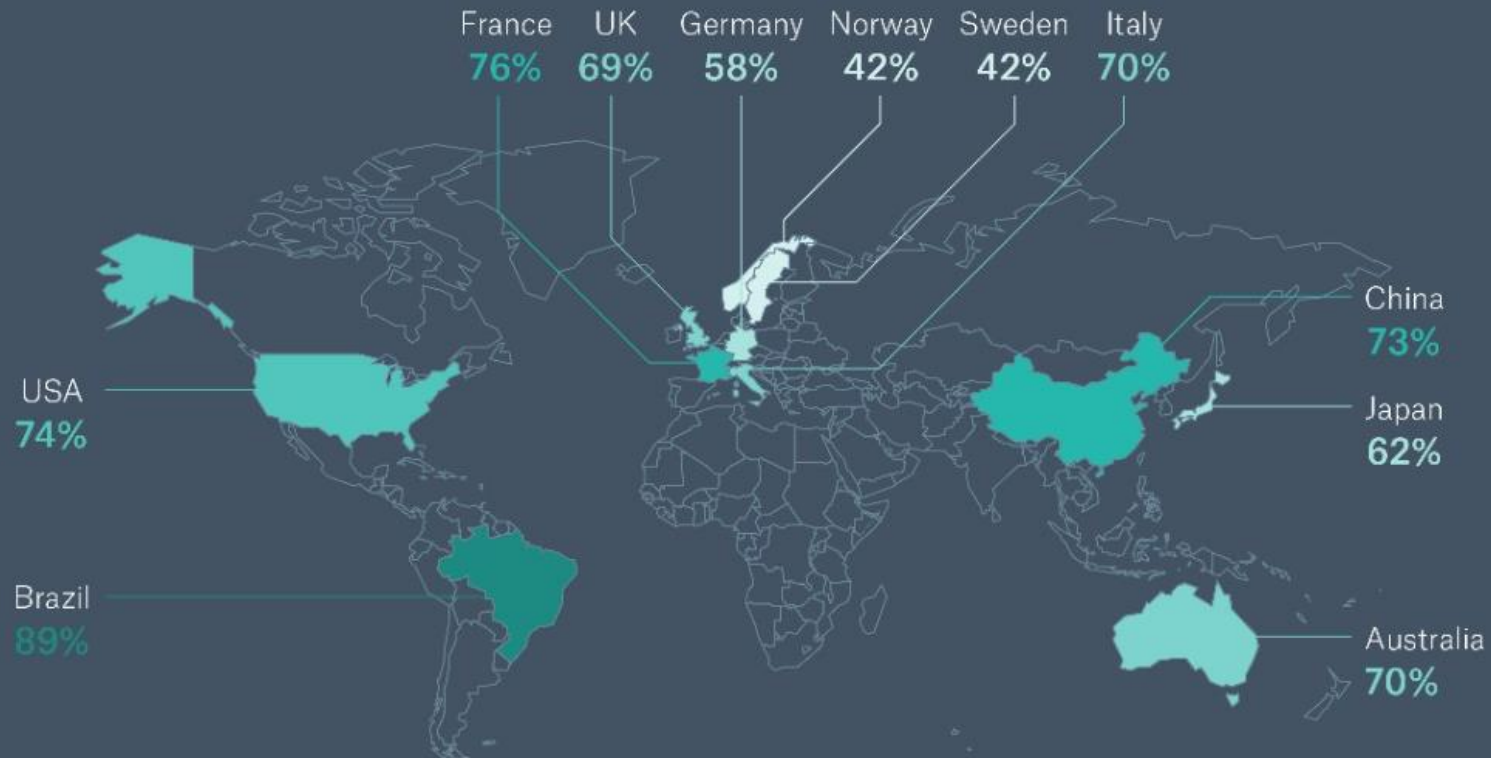 France UK Germany Norway Sweden Italy
76% 69% 58% 42% 42% 70%
China
73%
USA
74%
Japan
62%
Brazil
89%
Australia
70%